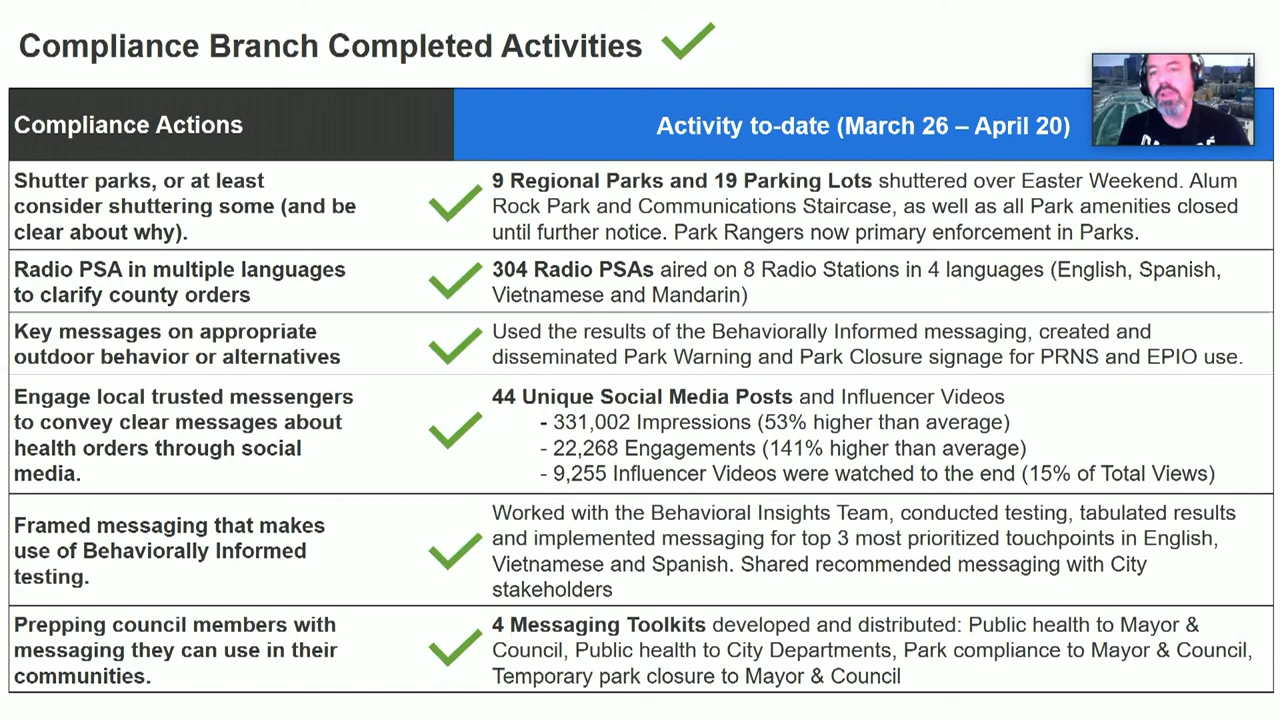 Compliance Branch Completed Activities
Compliance Actions
Activity to-date (March 26 – April 20)
Shutter parks, or at least
consider shuttering some (and be
clear about why).
9 Regional Parks and 19 Parking Lots shuttered over Easter Weekend. Alum
Rock Park and Communications Staircase, as well as all Park amenities closed
until further notice. Park Rangers now primary enforcement in Parks.
Radio PSA in multiple languages
to clarify county orders
304 Radio PSAs aired on 8 Radio Stations in 4 languages (English, Spanish,
Vietnamese and Mandarin)
Key messages on appropriate
outdoor behavior or alternatives
Used the results of the Behaviorally Informed messaging, created and
disseminated Park Warning and Park Closure signage for PRNS and EPIO use.
Engage local trusted messengers
to convey clear messages about
health orders through social
media.
44 Unique Social Media Posts and Influencer Videos
- 331,002 Impressions (53% higher than average)
- 22,268 Engagements (141% higher than average)
- 9,255 Influencer Videos were watched to the end (15% of Total Views)
Framed messaging that makes
use of Behaviorally Informed
testing.
Worked with the Behavioral Insights Team, conducted testing, tabulated results
and implemented messaging for top 3 most prioritized touchpoints in English,
Vietnamese and Spanish. Shared recommended messaging with City
stakeholders
Prepping council members with
messaging they can use in their
communities.
4 Messaging Toolkits developed and distributed: Public health to Mayor &
Council, Public health to City Departments, Park compliance to Mayor & Council,
Temporary park closure to Mayor & Council